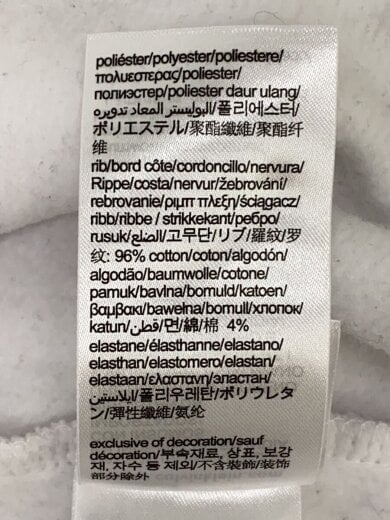 poliéster/polyester/poliestere/
πολυεστερας/poliester/
полиэстер/poliester daur ulang/
البوليستر المعاد تدويره/폴리에스터/
ポリエステル/聚酯纖維/聚酯纤
维
rib/bord côte/cordoncillo/nervura/
Rippe/costa/nervur/žebrování/
rebrovanie/ριμπ πλεξη/ściągacz/
ribb/ribbe / strikkekant/ребро/
rusuk/الضلع/고무단/リブ/羅紋/罗
纹: 96% cotton/coton/algodón/
algodão/baumwolle/cotone/
pamuk/bavlna/bomuld/katoen/
βαμβακι/bawełna/bomull/хлопок/
katun/قطن/면/綿/棉 4%
elastane/élasthanne/elastano/
elasthan/elastomero/elastan/
elastaan/ελαστανη/эластан/
ايلاستين/폴리우레탄/ポリウレタ
ン/彈性纖維/氨纶
exclusive of decoration/sauf
décoration/부속재료, 상표, 보강
재, 자수 등 제외/不含裝飾/装饰
部分除外